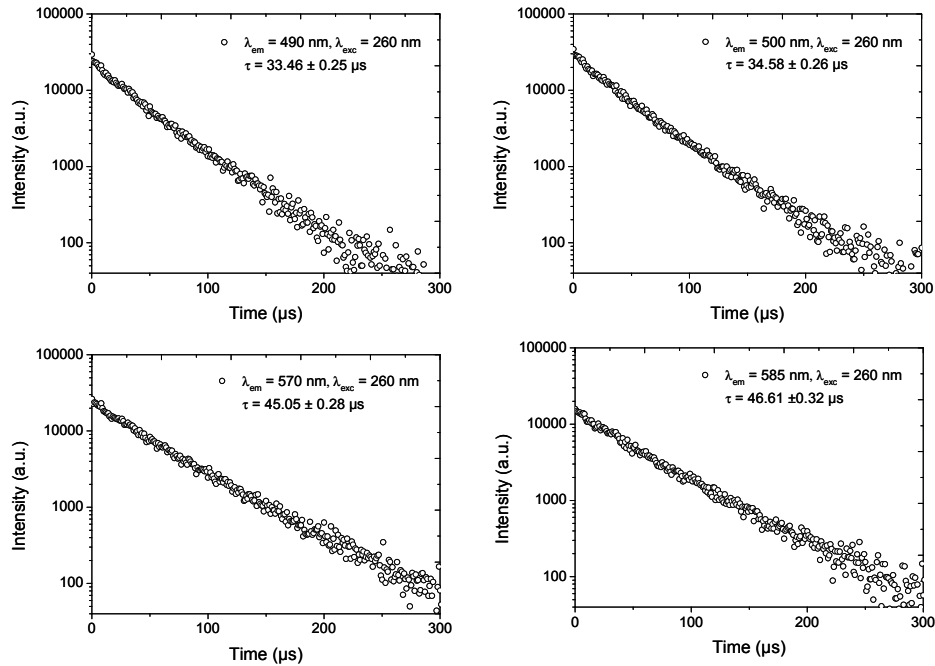 100000
10000
1000
100
0
100
200
300
Intensity (a.u.)
Time (µs)
λem = 490 nm, λexc = 260 nm
τ = 33.46 ± 0.25 µs
100000
10000
1000
100
0
100
200
300
Intensity (a.u.)
Time (µs)
λem = 500 nm, λexc = 260 nm
τ = 34.58 ± 0.26 µs
100000
10000
1000
100
0
100
200
300
Intensity (a.u.)
Time (µs)
λem = 570 nm, λexc = 260 nm
τ = 45.05 ± 0.28 µs
100000
10000
1000
100
0
100
200
300
Intensity (a.u.)
Time (µs)
λem = 585 nm, λexc = 260 nm
τ = 46.61 ±0.32 µs